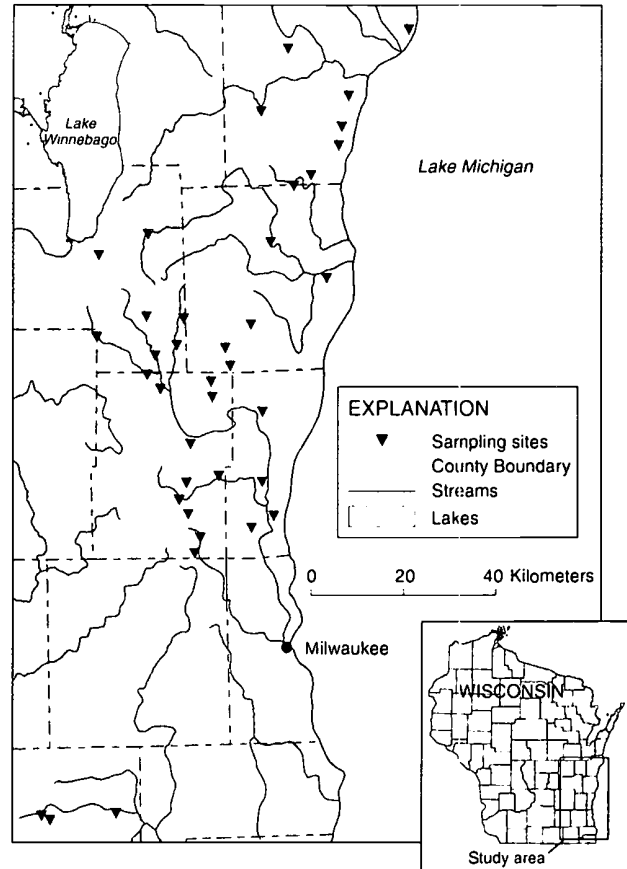 Lake
Winnebago
Lake Michigan
EXPLANATION
Sampling sites
County Boundary
Streams
Lakes
0 20 40 Kilometers
Milwaukee
WISCONSIN
Study area